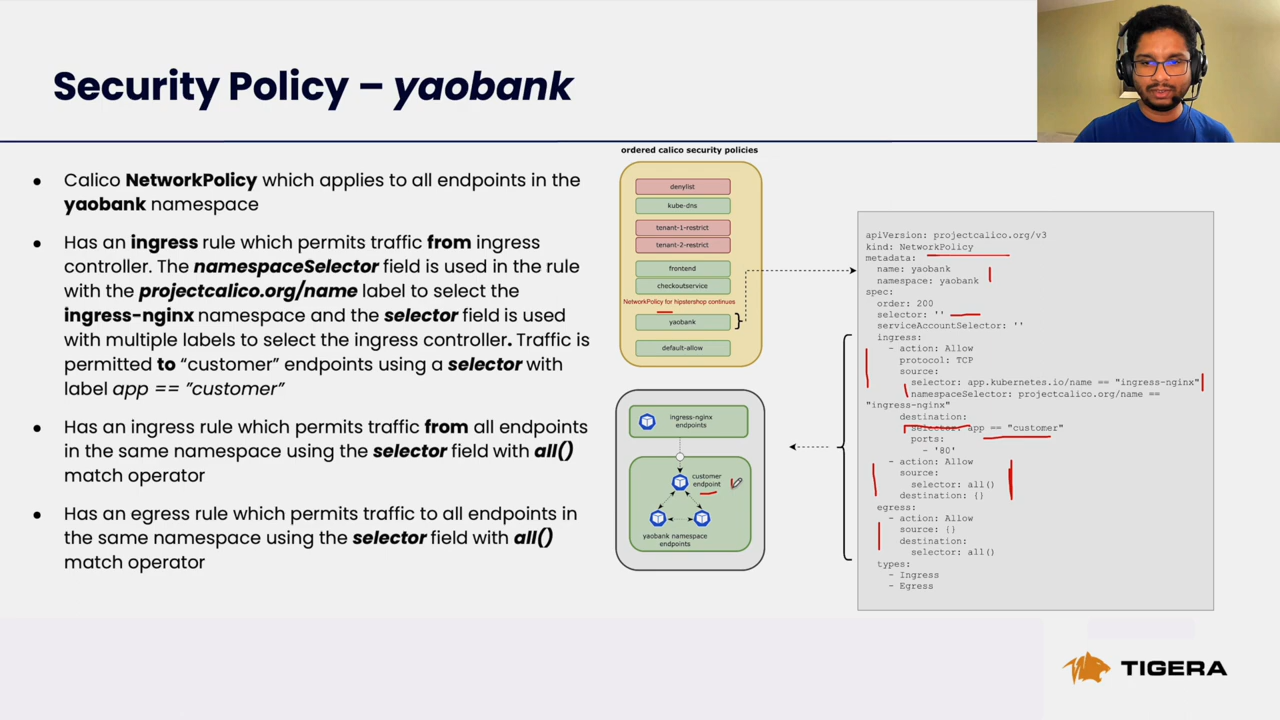 Security Policy – yaobank
● Calico NetworkPolicy which applies to all endpoints in the
yaobank namespace
● Has an ingress rule which permits traffic from ingress
controller. The namespaceSelector field is used in the rule
with the projectcalico.org/name label to select the
ingress-nginx namespace and the selector field is used
with multiple labels to select the ingress controller. Traffic is
permitted to “customer” endpoints using a selector with
label app == ”customer”
● Has an ingress rule which permits traffic from all endpoints
in the same namespace using the selector field with all()
match operator
● Has an egress rule which permits traffic to all endpoints in
the same namespace using the selector field with all()
match operator
ordered calico security policies
denylist
kube-dns
tenant-1-restrict
tenant-2-restrict
frontend
checkoutservice
NetworkPolicy for hipstershop continues
yaobank
default-allow
ingress-nginx
endpoints
customer
endpoint
yaobank namespace
endpoints
apiVersion: projectcalico.org/v3
kind: NetworkPolicy
metadata:
name: yaobank
namespace: yaobank
spec:
order: 200
selector: ''
serviceAccountSelector: ''
ingress:
- action: Allow
protocol: TCP
source:
selector: app.kubernetes.io/name == "ingress-nginx"
namespaceSelector: projectcalico.org/name ==
"ingress-nginx"
destination:
selector: app == "customer"
ports:
- '80'
- action: Allow
source:
selector: all()
destination: {}
egress:
- action: Allow
source: {}
destination:
selector: all()
types:
- Ingress
- Egress
TIGERA